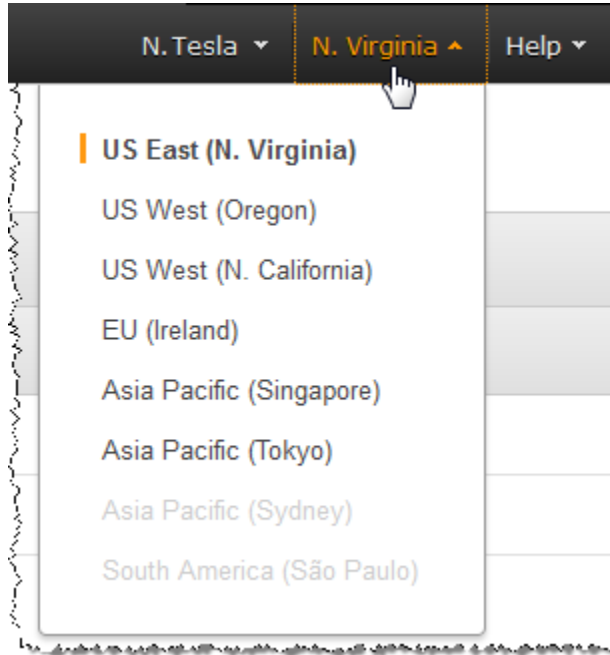 N. Tesla N. Virginia Help
US East (N. Virginia)
US West (Oregon)
US West (N. California)
EU (Ireland)
Asia Pacific (Singapore)
Asia Pacific (Tokyo)
Asia Pacific (Sydney)
South America (São Paulo)